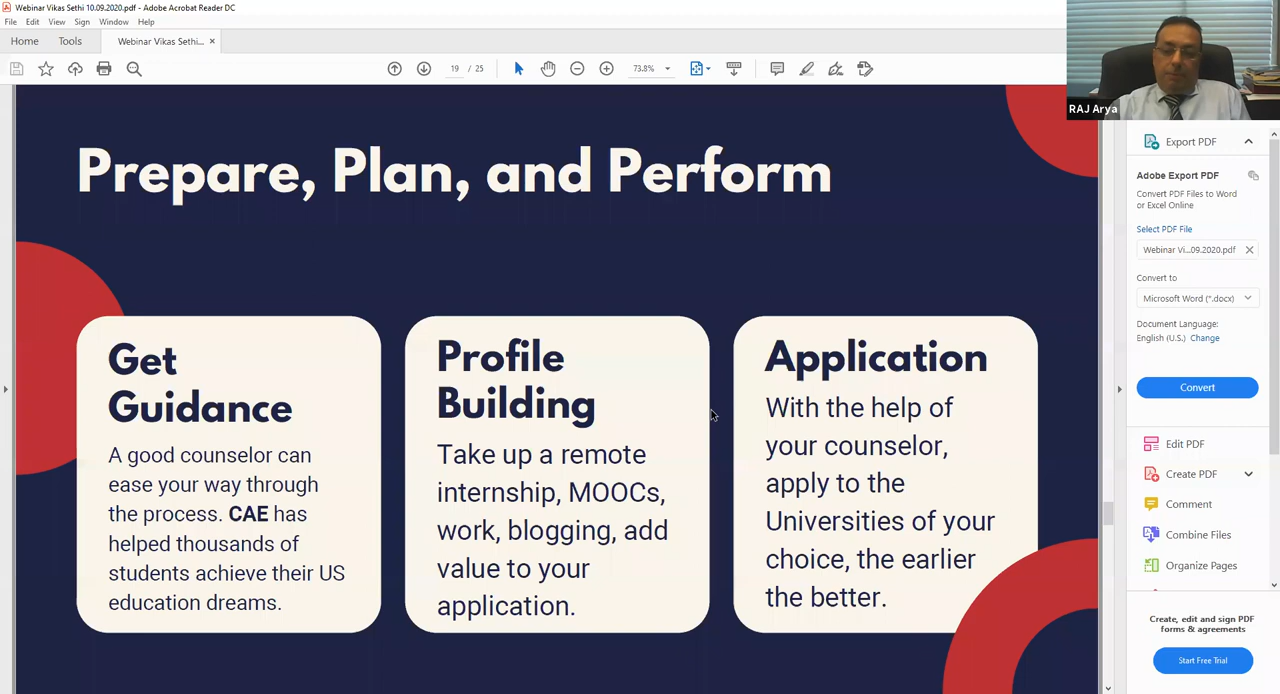 Webinar Vikas Sethi 10.09.2020.pdf - Adobe Acrobat Reader DC
File Edit View Sign Window Help
Home Tools Webinar Vikas Sethi... ×
19 / 25 73.8%
RAJ Arya
Prepare, Plan, and Perform
Get
Guidance
A good counselor can
ease your way through
the process. CAE has
helped thousands of
students achieve their US
education dreams.
Profile
Building
Take up a remote
internship, MOOCs,
work, blogging, add
value to your
application.
Application
With the help of
your counselor,
apply to the
Universities of your
choice, the earlier
the better.
Export PDF
Adobe Export PDF
Convert PDF Files to Word
or Excel Online
Select PDF File
Webinar Vi...09.2020.pdf
Convert to
Microsoft Word (*.docx)
Document Language:
English (U.S.) Change
Convert
Edit PDF
Create PDF
Comment
Combine Files
Organize Pages
Create, edit and sign PDF
forms & agreements
Start Free Trial